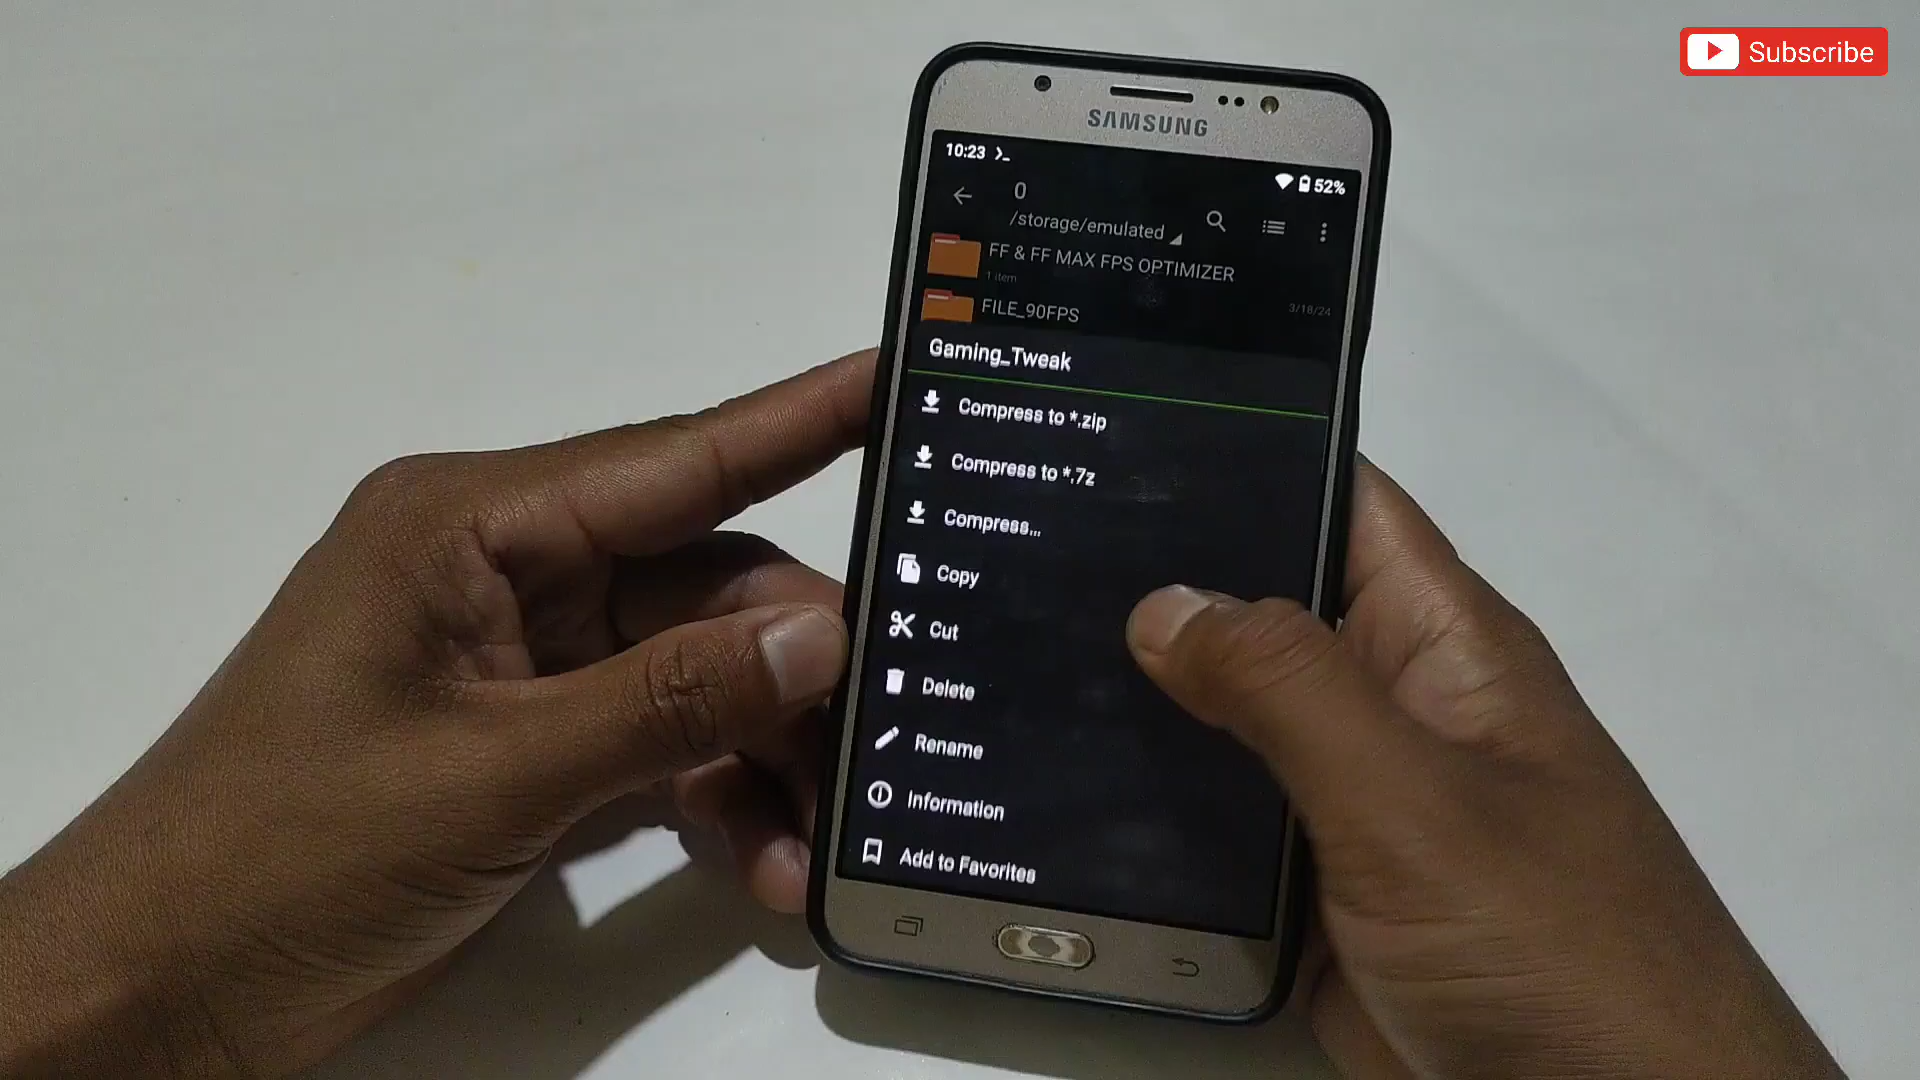 Subscribe
SAMSUNG
10:23
52%
0
/storage/emulated
FF & FF MAX FPS OPTIMIZER
1 item
FILE_90FPS
3/18/24
Gaming_Tweak
Compress to *.zip
Compress to *.7z
Compress...
Copy
Cut
Delete
Rename
Information
Add to Favorites